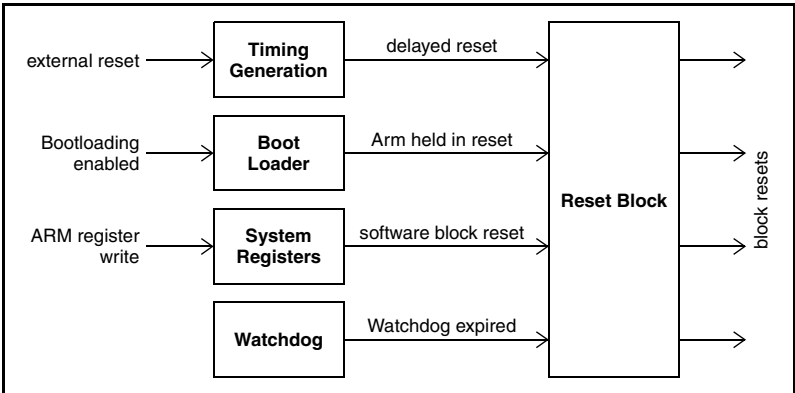 external reset
Timing
Generation
delayed reset
Bootloading
enabled
Boot
Loader
Arm held in reset
ARM register
write
System
Registers
software block reset
Watchdog
Watchdog expired
Reset Block
block resets